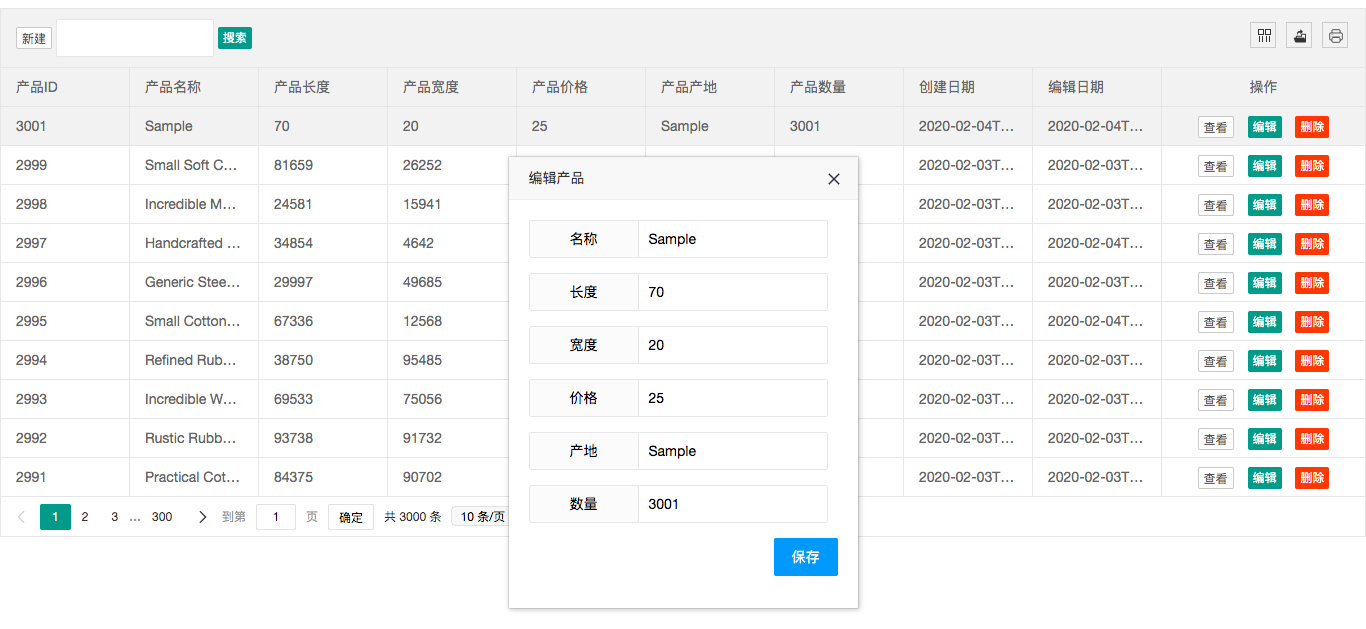 新建 搜索
产品ID 产品名称 产品长度 产品宽度 产品价格 产品产地 产品数量 创建日期 编辑日期 操作
3001 Sample 70 20 25 Sample 3001 2020-02-04T... 2020-02-04T... 查看 编辑 删除
2999 Small Soft C... 81659 26252 2020-02-03T... 2020-02-03T... 查看 编辑 删除
2998 Incredible M... 24581 15941 2020-02-03T... 2020-02-03T... 查看 编辑 删除
2997 Handcrafted ... 34854 4642 2020-02-03T... 2020-02-03T... 查看 编辑 删除
2996 Generic Stee... 29997 49685 2020-02-03T... 2020-02-03T... 查看 编辑 删除
2995 Small Cotton... 67336 12568 2020-02-03T... 2020-02-04T... 查看 编辑 删除
2994 Refined Rub... 38750 95485 2020-02-03T... 2020-02-03T... 查看 编辑 删除
2993 Incredible W... 69533 75056 2020-02-03T... 2020-02-03T... 查看 编辑 删除
2992 Rustic Rubb... 93738 91732 2020-02-03T... 2020-02-03T... 查看 编辑 删除
2991 Practical Cot... 84375 90702 2020-02-03T... 2020-02-03T... 查看 编辑 删除
1 2 3 ... 300 到第 1 页 确定 共 3000 条 10 条/页
编辑产品
名称 Sample
长度 70
宽度 20
价格 25
产地 Sample
数量 3001
保存